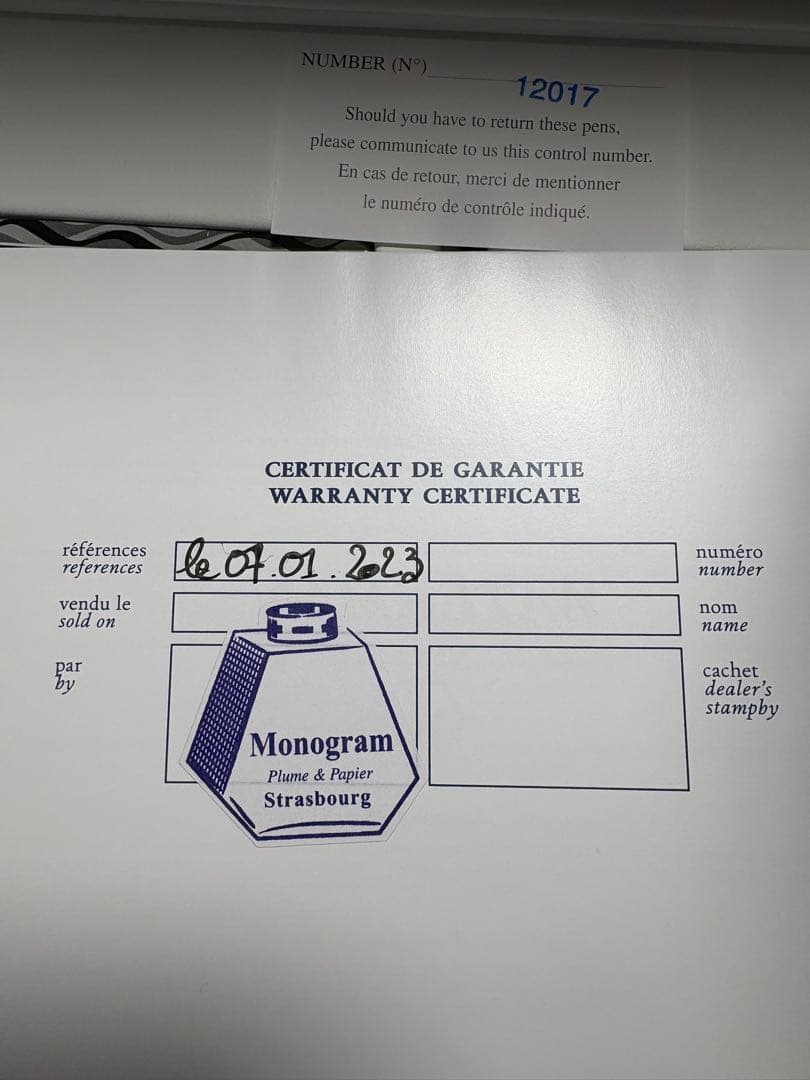 NUMBER (N°) 12017
Should you have to return these pens,
please communicate to us this control number.
En cas de retour, merci de mentionner
le numéro de contrôle indiqué.
CERTIFICAT DE GARANTIE
WARRANTY CERTIFICATE
références
references
le 07.01.2023
numéro
number
vendu le
sold on
nom
name
par
by
cachet
dealer's
stampby
Monogram
Plume & Papier
Strasbourg